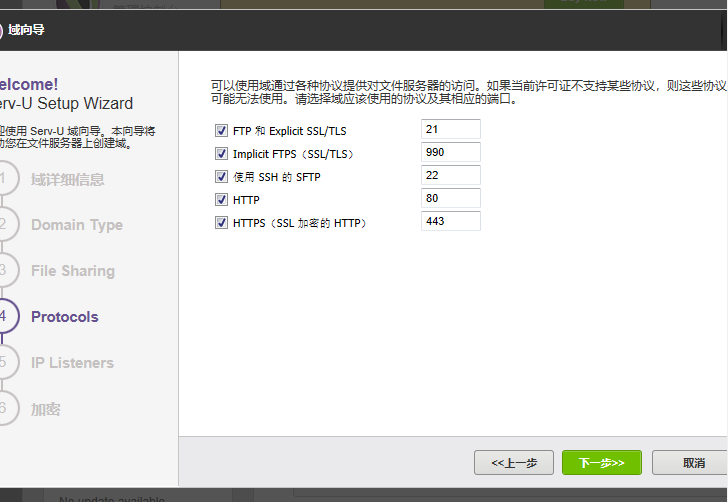 域向导
elcome!
erv-U Setup Wizard
迎使用 Serv-U 域向导。本向导将
助您在文件服务器上创建域。
1 域详细信息
2 Domain Type
3 File Sharing
4 Protocols
5 IP Listeners
6 加密
可以使用域通过各种协议提供对文件服务器的访问。如果当前许可证不支持某些协议，则这些协议
可能无法使用。请选择域应该使用的协议及其相应的端口。
FTP 和 Explicit SSL/TLS 21
Implicit FTPS（SSL/TLS） 990
使用 SSH 的 SFTP 22
HTTP 80
HTTPS（SSL 加密的 HTTP） 443
<<上一步 下一步>> 取消
No update available